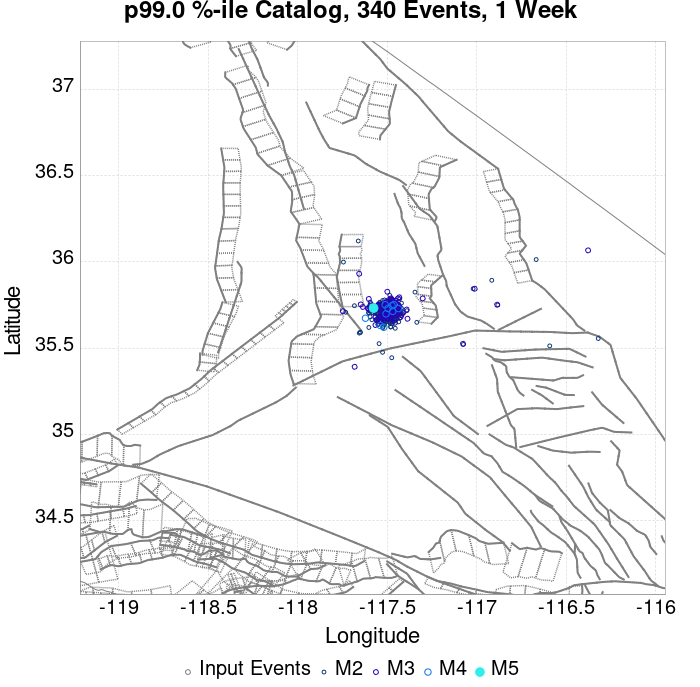 p99.0 %-ile Catalog, 340 Events, 1 Week
37
36.5
36
35.5
35
34.5
Latitude
-119
-118.5
-118
-117.5
-117
-116.5
-116
Longitude
Input Events
M2
M3
M4
M5